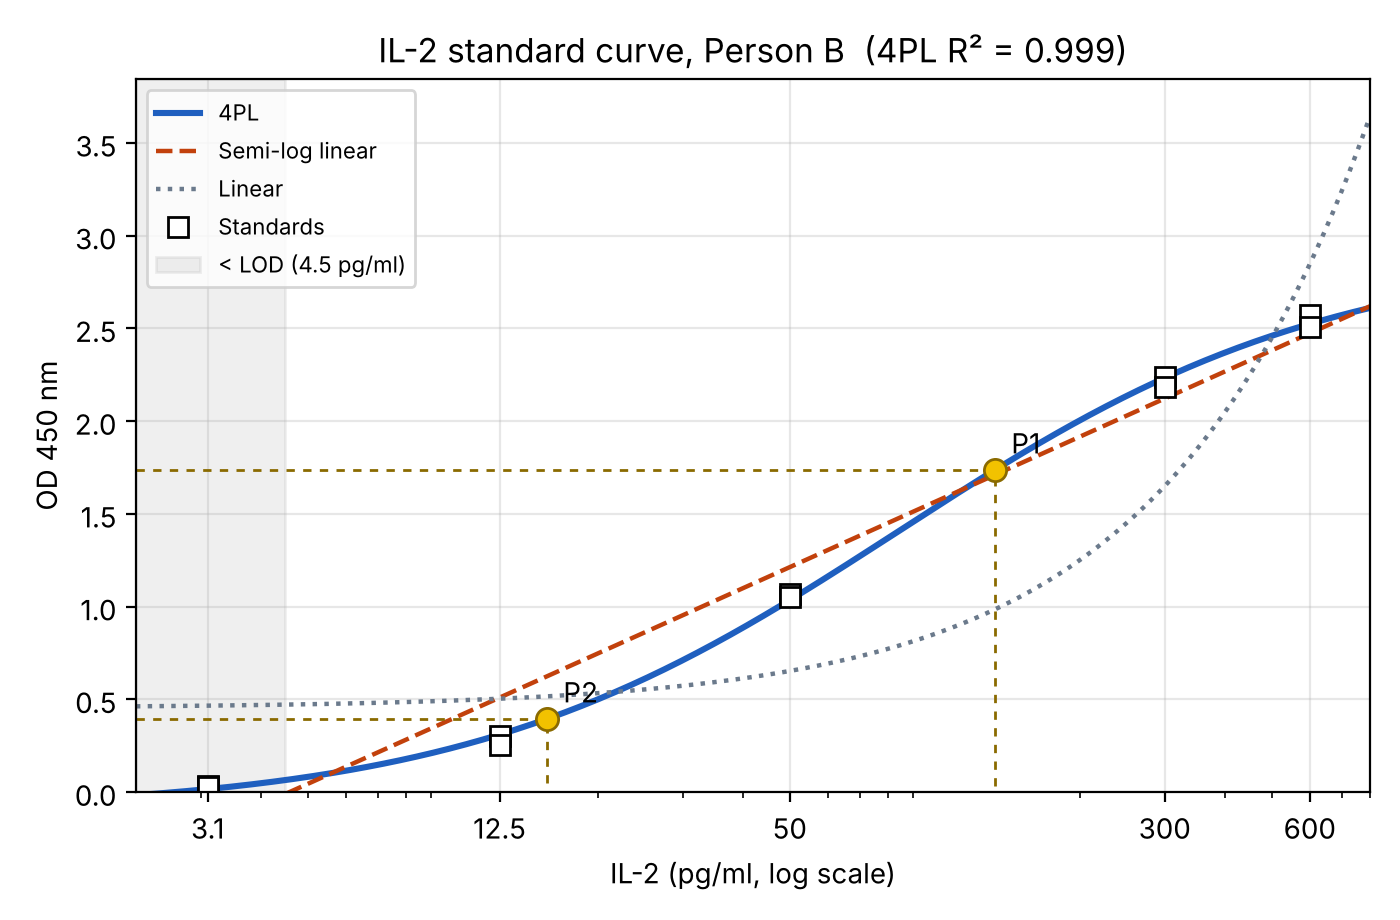 IL-2 standard curve, Person B (4PL R² = 0.999)
4PL
Semi-log linear
Linear
Standards
< LOD (4.5 pg/ml)
3.5
3.0
2.5
2.0
1.5
1.0
0.5
0.0
OD 450 nm
P1
P2
3.1 12.5 50 300 600
IL-2 (pg/ml, log scale)